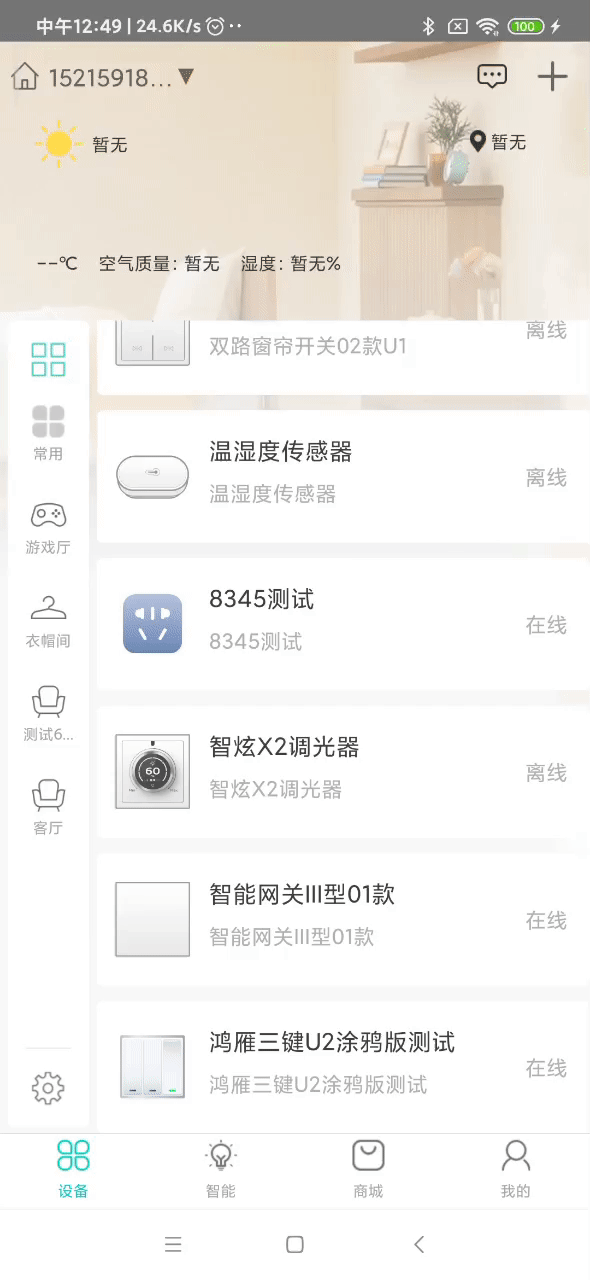 中午12:49 | 24.6K/s
100
15215918...
暂无
暂无
--℃ 空气质量: 暂无 湿度: 暂无%
双路窗帘开关02款U1
离线
常用
游戏厅
衣帽间
测试6...
客厅
温湿度传感器
温湿度传感器
离线
8345测试
8345测试
在线
智炫X2调光器
智炫X2调光器
离线
60
智能网关III型01款
智能网关III型01款
在线
鸿雁三键U2涂鸦版测试
鸿雁三键U2涂鸦版测试
在线
设备
智能
商城
我的